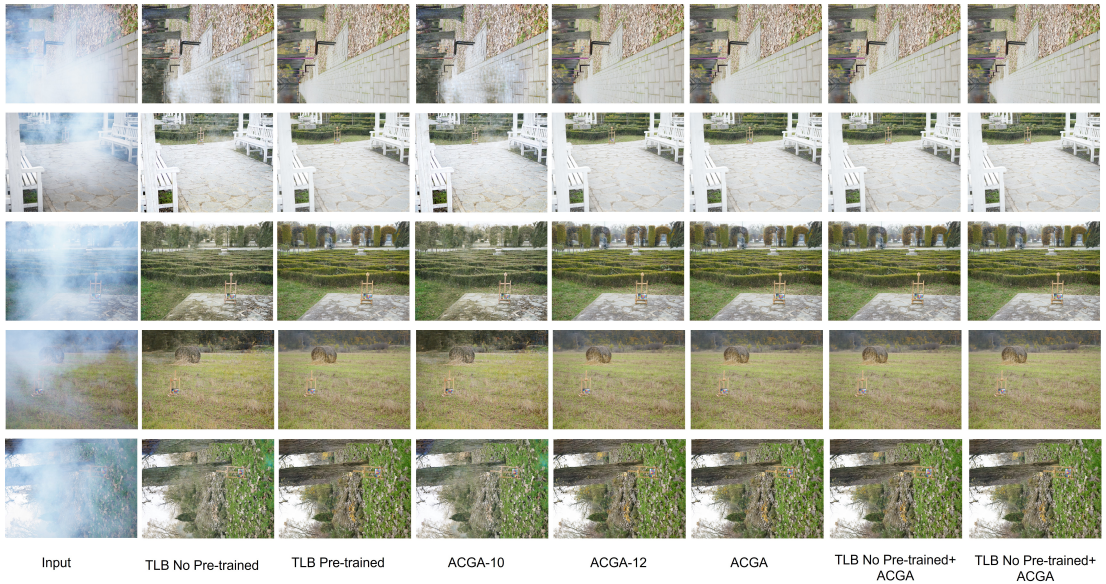 Input
TLB No Pre-trained
TLB Pre-trained
ACGA-10
ACGA-12
ACGA
TLB No Pre-trained+
ACGA
TLB No Pre-trained+
ACGA